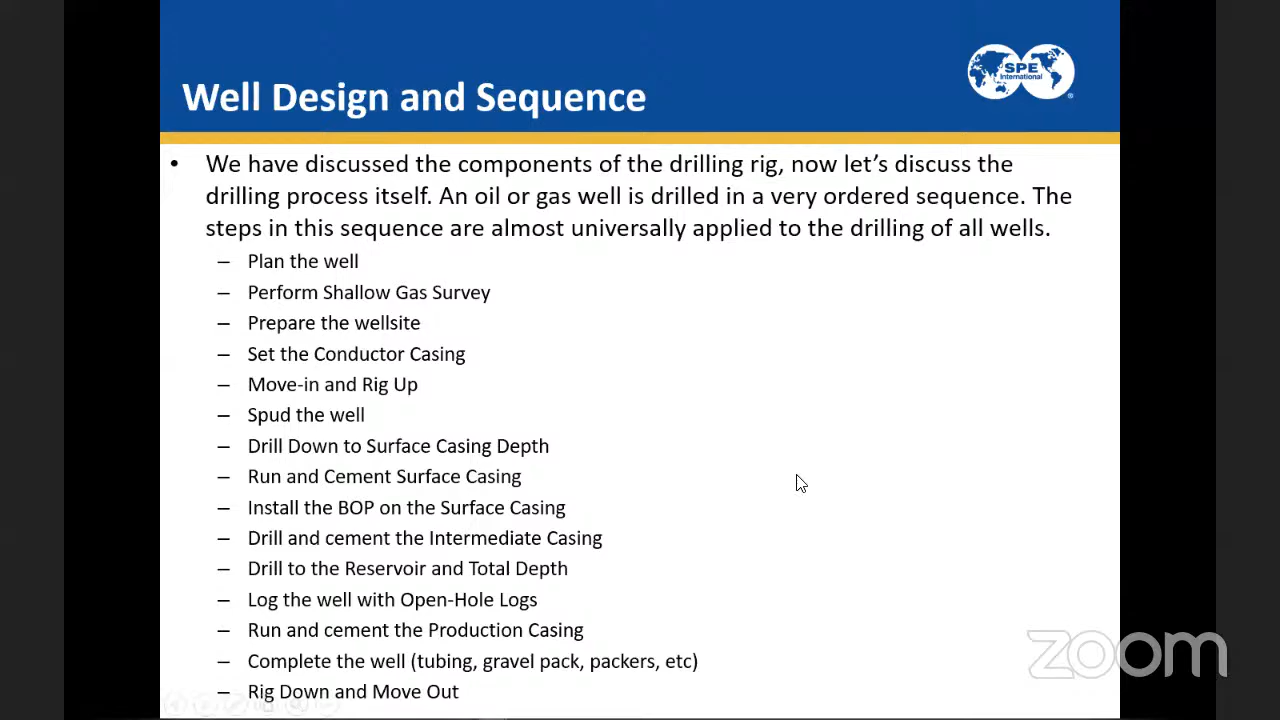 SPE
International
Well Design and Sequence
• We have discussed the components of the drilling rig, now let’s discuss the
drilling process itself. An oil or gas well is drilled in a very ordered sequence. The
steps in this sequence are almost universally applied to the drilling of all wells.
– Plan the well
– Perform Shallow Gas Survey
– Prepare the wellsite
– Set the Conductor Casing
– Move-in and Rig Up
– Spud the well
– Drill Down to Surface Casing Depth
– Run and Cement Surface Casing
– Install the BOP on the Surface Casing
– Drill and cement the Intermediate Casing
– Drill to the Reservoir and Total Depth
– Log the well with Open-Hole Logs
– Run and cement the Production Casing
– Complete the well (tubing, gravel pack, packers, etc)
– Rig Down and Move Out
zoom